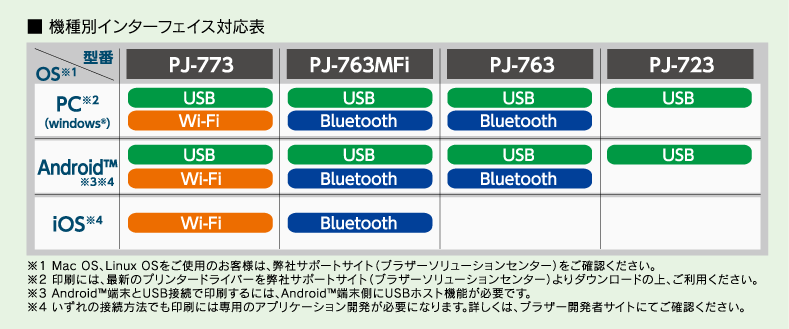 ■ 機種別インターフェイス対応表
型番
OS※1
PJ-773 PJ-763MFi PJ-763 PJ-723
PC※2
(windows®)
USB USB USB USB
Wi-Fi Bluetooth Bluetooth
Android™
※3※4
USB USB USB USB
Wi-Fi Bluetooth Bluetooth
iOS※4
Wi-Fi Bluetooth
※1 Mac OS、Linux OSをご使用のお客様は、弊社サポートサイト(ブラザーソリューションセンター)をご確認ください。
※2 印刷には、最新のプリンタードライバーを弊社サポートサイト(ブラザーソリューションセンター)よりダウンロードの上、ご利用ください。
※3 Android™端末とUSB接続で印刷するには、Android™端末側にUSBホスト機能が必要です。
※4 いずれの接続方法でも印刷には専用のアプリケーション開発が必要になります。詳しくは、ブラザー開発者サイトにてご確認ください。